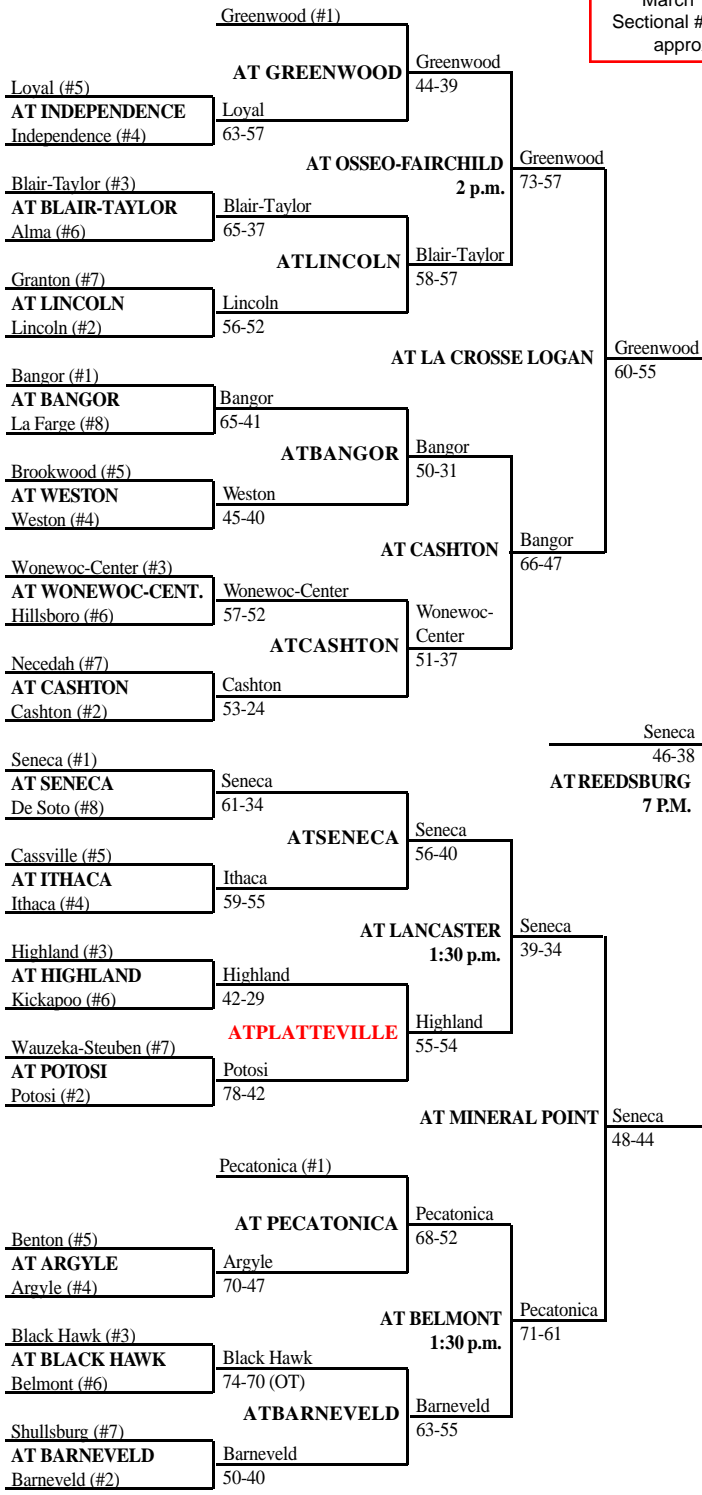 Greenwood (#1)
March
Sectional #
approx
AT GREENWOOD
Greenwood
44-39
Loyal (#5)
AT INDEPENDENCE
Independence (#4)
Loyal
63-57
AT OSSEO-FAIRCHILD
2 p.m.
Greenwood
73-57
Blair-Taylor (#3)
AT BLAIR-TAYLOR
Alma (#6)
Blair-Taylor
65-37
ATLINCOLN
Blair-Taylor
58-57
Granton (#7)
AT LINCOLN
Lincoln (#2)
Lincoln
56-52
AT LA CROSSE LOGAN
Greenwood
60-55
Bangor (#1)
AT BANGOR
La Farge (#8)
Bangor
65-41
ATBANGOR
Bangor
50-31
Brookwood (#5)
AT WESTON
Weston (#4)
Weston
45-40
AT CASHTON
Bangor
66-47
Wonewoc-Center (#3)
AT WONEWOC-CENT.
Hillsboro (#6)
Wonewoc-Center
57-52
ATCASHTON
Wonewoc-
Center
51-37
Necedah (#7)
AT CASHTON
Cashton (#2)
Cashton
53-24
Seneca
46-38
AT REEDSBURG
7 P.M.
Seneca (#1)
AT SENECA
De Soto (#8)
Seneca
61-34
ATSENECA
Seneca
56-40
Cassville (#5)
AT ITHACA
Ithaca (#4)
Ithaca
59-55
AT LANCASTER
1:30 p.m.
Seneca
39-34
Highland (#3)
AT HIGHLAND
Kickapoo (#6)
Highland
42-29
ATPLATTEVILLE
Highland
55-54
Wauzeka-Steuben (#7)
AT POTOSI
Potosi (#2)
Potosi
78-42
AT MINERAL POINT
Seneca
48-44
Pecatonica (#1)
AT PECATONICA
Pecatonica
68-52
Benton (#5)
AT ARGYLE
Argyle (#4)
Argyle
70-47
AT BELMONT
1:30 p.m.
Pecatonica
71-61
Black Hawk (#3)
AT BLACK HAWK
Belmont (#6)
Black Hawk
74-70 (OT)
ATBARNEVELD
Barneveld
63-55
Shullsburg (#7)
AT BARNEVELD
Barneveld (#2)
Barneveld
50-40